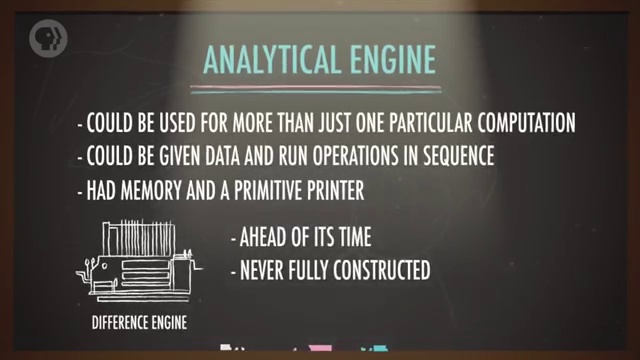 ANALYTICAL ENGINE
- COULD BE USED FOR MORE THAN JUST ONE PARTICULAR COMPUTATION
- COULD BE GIVEN DATA AND RUN OPERATIONS IN SEQUENCE
- HAD MEMORY AND A PRIMITIVE PRINTER
- AHEAD OF ITS TIME
- NEVER FULLY CONSTRUCTED
DIFFERENCE ENGINE